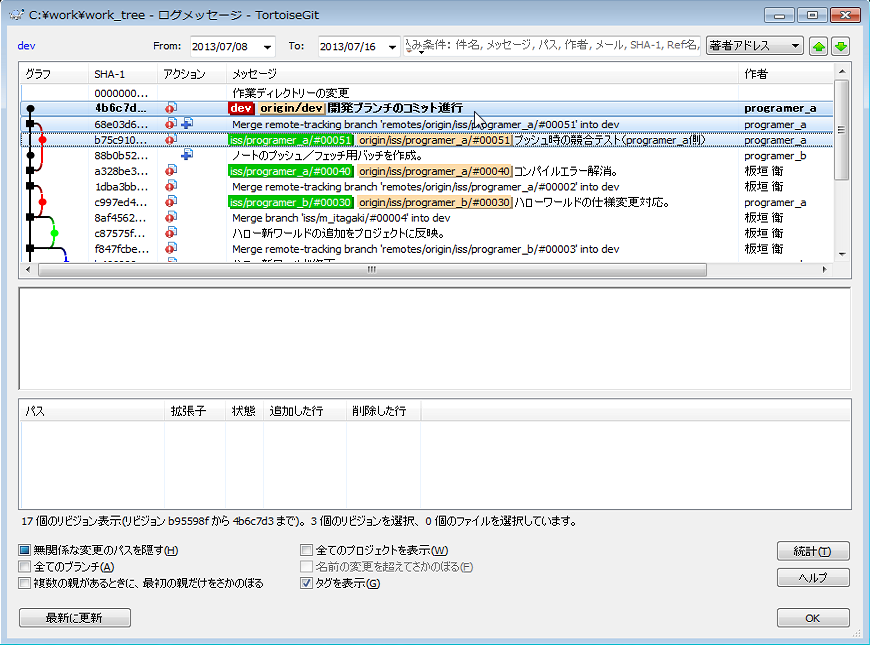 C:¥work¥work_tree - ログメッセージ - TortoiseGit
dev From: 2013/07/08 To: 2013/07/16 み条件: 件名, メッセージ, パス, 作者, メール, SHA-1, Ref名, 著者アドレス
グラフ SHA-1 アクション メッセージ 作者
0000000... 作業ディレクトリーの変更
4b6c7d... dev origin/dev 開発ブランチのコミット進行 programer_a
68e03d6... Merge remote-tracking branch 'remotes/origin/iss/programer_a/#00051' into dev programer_a
b75c910... iss/programer_a/#00051 origin/iss/programer_a/#00051 プッシュ時の競合テスト(programer_a側) programer_a
88b0b52... ノートのプッシュ／フェッチ用バッチを作成。 programer_b
a328be3... iss/programer_a/#00040 origin/iss/programer_a/#00040 コンパイルエラー解消。 板垣 衛
1dba3bb... Merge remote-tracking branch 'remotes/origin/iss/programer_a/#00002' into dev 板垣 衛
c997ed4... iss/programer_b/#00030 origin/iss/programer_b/#00030 ハローワールドの仕様変更対応。 programer_a
8af4562... Merge branch 'iss/m_itagaki/#00004' into dev 板垣 衛
c87575f... ハロー新ワールドの追加をプロジェクトに反映。 板垣 衛
f847fcbe... Merge remote-tracking branch 'remotes/origin/iss/programer_b/#00003' into dev 板垣 衛
パス 拡張子 状態 追加した行 削除した行
17 個のリビジョン表示(リビジョン b95598f から 4b6c7d3 まで)。3 個のリビジョンを選択、0 個のファイルを選択しています。
無関係な変更のパスを隠す(H) 全てのプロジェクトを表示(W) 統計(T)
全てのブランチ(A) 名前の変更を超えてさかのぼる(F)
ヘルプ
複数の親があるときに、最初の親だけをさかのぼる タグを表示(G)
最新に更新 OK